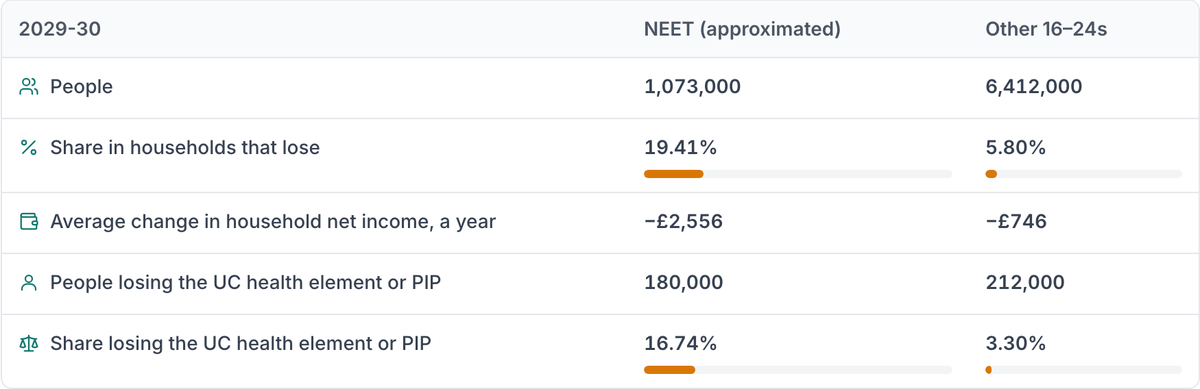 2029-30 NEET (approximated) Other 16–24s
People 1,073,000 6,412,000
Share in households that lose 19.41% 5.80%
Average change in household net income, a year −£2,556 −£746
People losing the UC health element or PIP 180,000 212,000
Share losing the UC health element or PIP 16.74% 3.30%